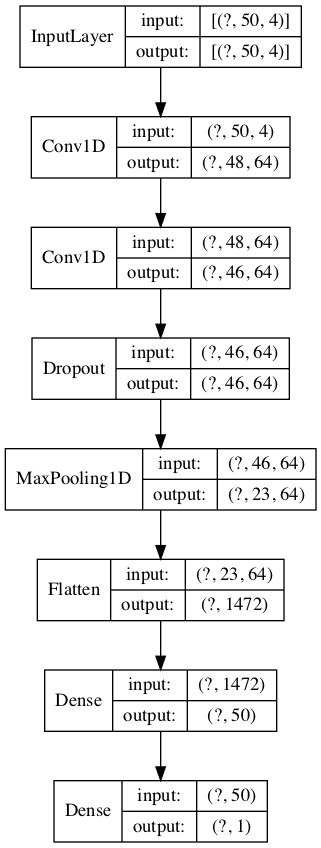 InputLayer
input: [(?, 50, 4)]
output: [(?, 50, 4)]
Conv1D
input: (?, 50, 4)
output: (?, 48, 64)
Conv1D
input: (?, 48, 64)
output: (?, 46, 64)
Dropout
input: (?, 46, 64)
output: (?, 46, 64)
MaxPooling1D
input: (?, 46, 64)
output: (?, 23, 64)
Flatten
input: (?, 23, 64)
output: (?, 1472)
Dense
input: (?, 1472)
output: (?, 50)
Dense
input: (?, 50)
output: (?, 1)